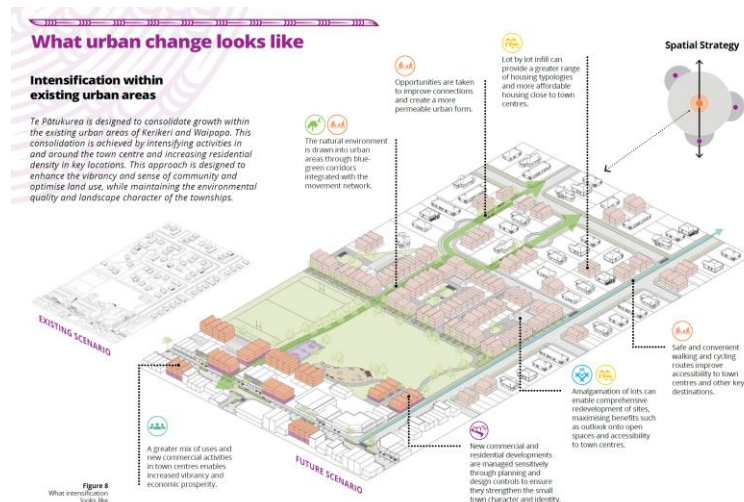 What urban change looks like
Intensification within
existing urban areas
Te Pātukurea is designed to consolidate growth within
the existing urban areas of Kerikeri and Waipapa. This
consolidation is achieved by intensifying activities in
and around the town centre and increasing residential
density in key locations. This approach is designed to
enhance the vibrancy and sense of community and
optimise land use, while maintaining the environmental
quality and landscape character of the townships.
The natural environment
is drawn into urban
areas through blue-
green corridors
integrated with the
movement network.
Opportunities are taken
to improve connections
and create a more
permeable urban form.
Lot by lot infill can
provide a greater range
of housing typologies
and more affordable
housing close to town
centres.
Spatial Strategy
EXISTING SCENARIO
FUTURE SCENARIO
Safe and convenient
walking and cycling
routes improve
accessibility to town
centres and other key
destinations.
Amalgamation of lots can
enable comprehensive
redevelopment of sites,
maximising benefits such
as outlook onto open
spaces and accessibility
to town centres.
New commercial and
residential developments
are managed sensitively
through planning and
design controls to ensure
they strengthen the small
town character and identity.
A greater mix of uses and
new commercial activities
in town centres enables
increased vibrancy and
economic prosperity.
Figure 8
What intensification
looks like